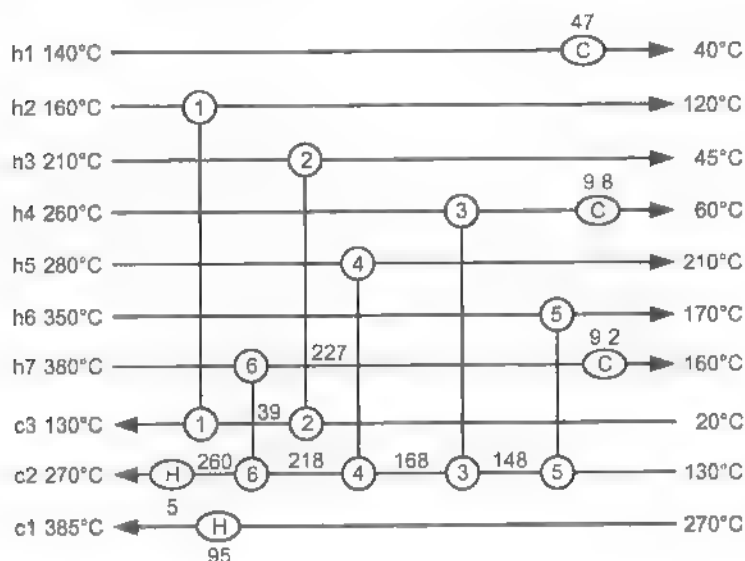 47
h1 140°C C 40°C
h2 160°C 1 120°C
h3 210°C 2 45°C
9 8
h4 260°C 3 C 60°C
h5 280°C 4 210°C
h6 350°C 5 170°C
9 2
h7 380°C 6 227 C 160°C
39
c3 130°C 1 2 20°C
260 218 168 148
c2 270°C H 6 4 3 5 130°C
5
c1 385°C H 270°C
95